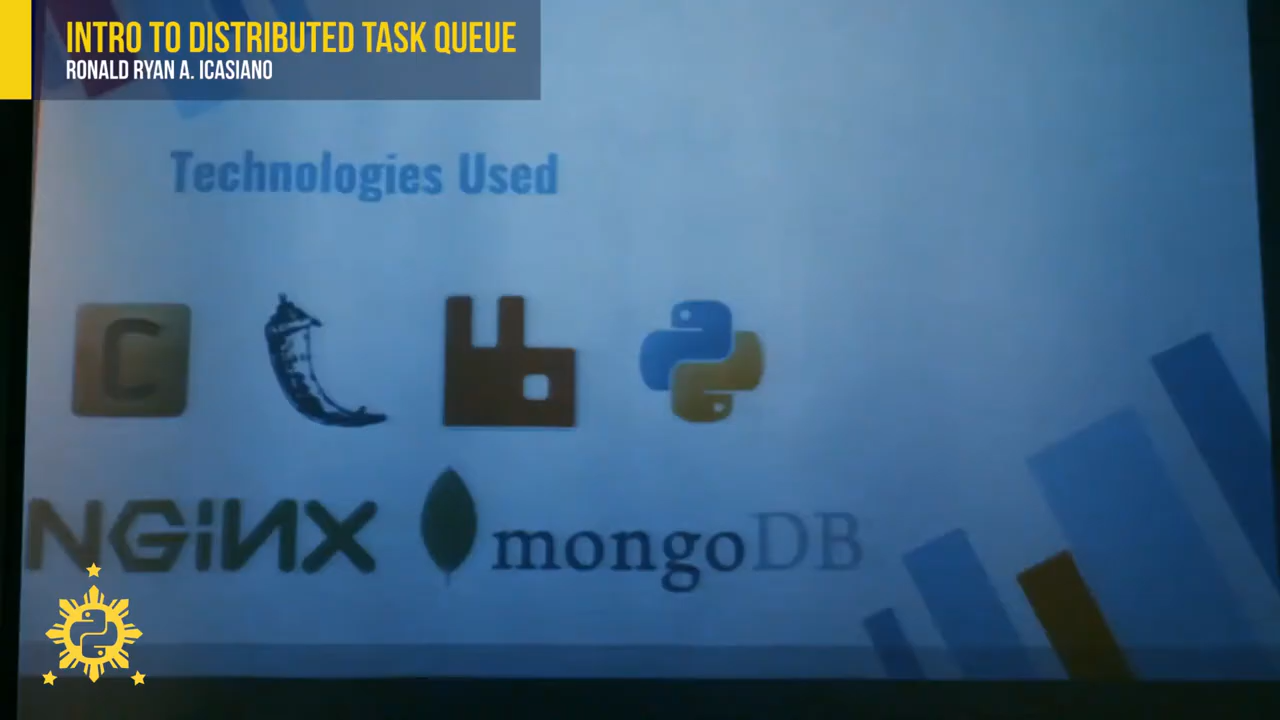 INTRO TO DISTRIBUTED TASK QUEUE
RONALD RYAN A. ICASIANO
Technologies Used
C
NGiNX
mongoDB